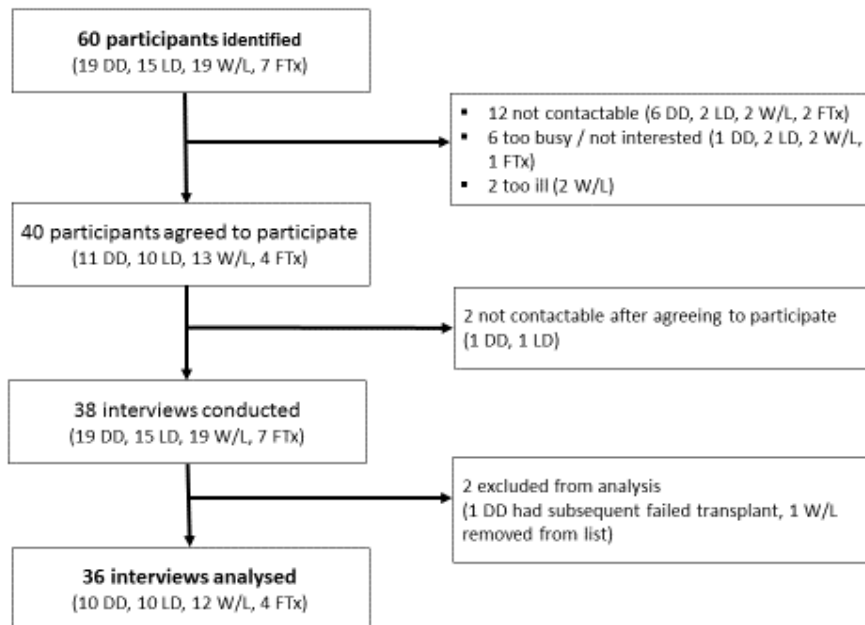 60 participants identified
(19 DD, 15 LD, 19 W/L, 7 FTx)
▪ 12 not contactable (6 DD, 2 LD, 2 W/L, 2 FTx)
▪ 6 too busy / not interested (1 DD, 2 LD, 2 W/L,
1 FTx)
▪ 2 too ill (2 W/L)
40 participants agreed to participate
(11 DD, 10 LD, 13 W/L, 4 FTx)
2 not contactable after agreeing to participate
(1 DD, 1 LD)
38 interviews conducted
(19 DD, 15 LD, 19 W/L, 7 FTx)
2 excluded from analysis
(1 DD had subsequent failed transplant, 1 W/L
removed from list)
36 interviews analysed
(10 DD, 10 LD, 12 W/L, 4 FTx)